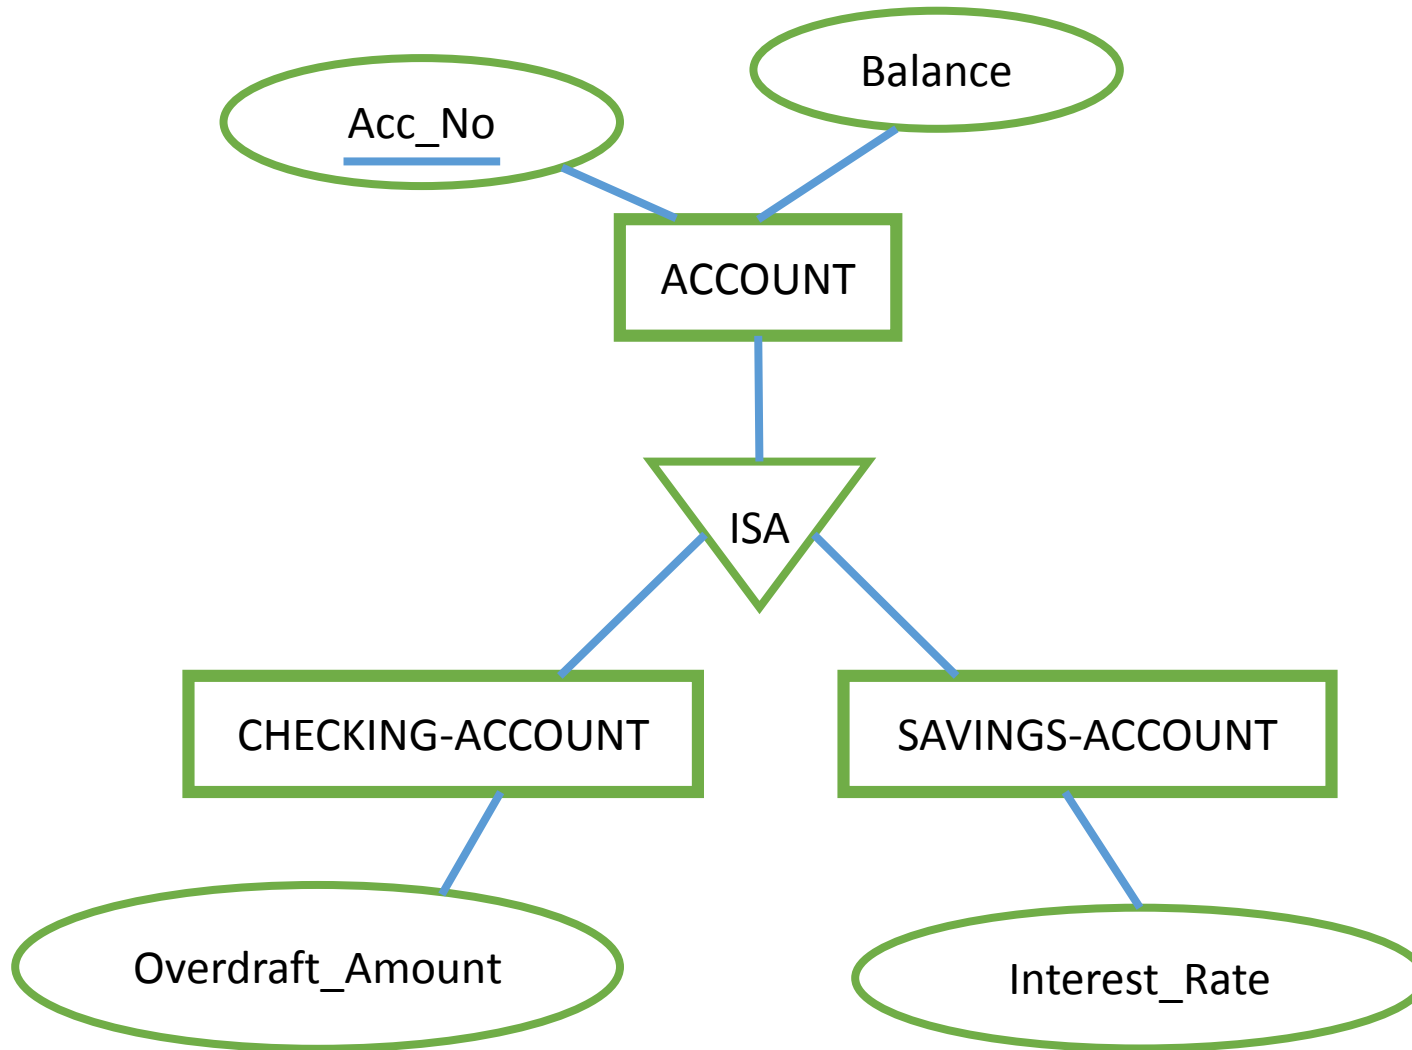 Balance
Acc_No
ACCOUNT
ISA
CHECKING-ACCOUNT
SAVINGS-ACCOUNT
Overdraft_Amount
Interest_Rate